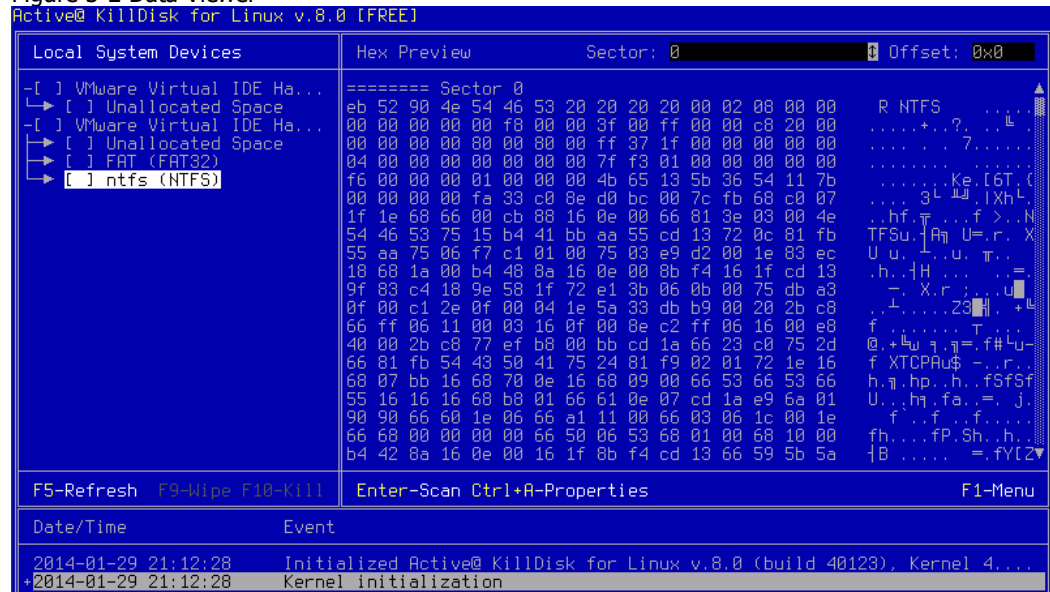 Active@ KillDisk for Linux v.8.0 [FREE]
Local System Devices
-[ ] VMware Virtual IDE Ha...
[ ] Unallocated Space
-[ ] VMware Virtual IDE Ha...
[ ] Unallocated Space
[ ] FAT (FAT32)
[ ] ntfs (NTFS)
Hex Preview Sector: 0 Offset: 0x0
======== Sector 0
eb 52 90 4e 54 46 53 20 20 20 20 00 02 08 00 00 R NTFS .....
00 00 00 00 00 f8 00 00 3f 00 ff 00 00 c8 20 00 .....+..?. ..╚ .
00 00 00 00 80 00 80 00 ff 37 1f 00 00 00 00 00 .... . . 7.......
04 00 00 00 00 00 00 00 7f f3 01 00 00 00 00 00 ........ .......
f6 00 00 00 01 00 00 00 4b 65 13 5b 36 54 11 7b .......Ke.[6T.{
00 00 00 00 fa 33 c0 8e d0 bc 00 7c fb 68 c0 07 .... 3└ ╨╝.|Xh└.
1f 1e 68 66 00 cb 88 16 0e 00 66 81 3e 03 00 4e ..hf.╦ ...f >..N
54 46 53 75 15 b4 41 bb aa 55 cd 13 72 0c 81 fb TFSu.┤A╗ U=.r. X
55 aa 75 06 f7 c1 01 00 75 03 e9 d2 00 1e 83 ec U u. ┴..u. ╥..
18 68 1a 00 b4 48 8a 16 0e 00 8b f4 16 1f cd 13 .h..┤H ... ..=.
9f 83 c4 18 9e 58 1f 72 e1 3b 06 0b 00 75 db a3 -. X.r ;...u█
0f 00 c1 2e 0f 00 04 1e 5a 33 db b9 00 20 2b c8 ..┴.....Z3█╣. +╚
66 ff 06 11 00 03 16 0f 00 8e c2 ff 06 16 00 e8 f ....... ┬ ...
40 00 2b c8 77 ef b8 00 bb cd 1a 66 23 c0 75 2d @.+╚w ╕.╗=.f#└u-
66 81 fb 54 43 50 41 75 24 81 f9 02 01 72 1e 16 f XTCPAu$ -..r..
68 07 bb 16 68 70 0e 16 68 09 00 66 53 66 53 66 h.╗.hp..h..fSfSf
55 16 16 16 68 b8 01 66 61 0e 07 cd 1a e9 6a 01 U...h╕.fa..=. j.
90 90 66 60 1e 06 66 a1 11 00 66 03 06 1c 00 1e f`..f ..f.....
66 68 00 00 00 00 66 50 06 53 68 01 00 68 10 00 fh....fP.Sh..h..
b4 42 8a 16 0e 00 16 1f 8b f4 cd 13 66 59 5b 5a ┤B ..... =.fY[Z
F5-Refresh F9-Wipe F10-Kill Enter-Scan Ctrl+A-Properties F1-Menu
Date/Time Event
2014-01-29 21:12:28 Initialized Active@ KillDisk for Linux v.8.0 (build 40123), Kernel 4....
+2014-01-29 21:12:28 Kernel initialization